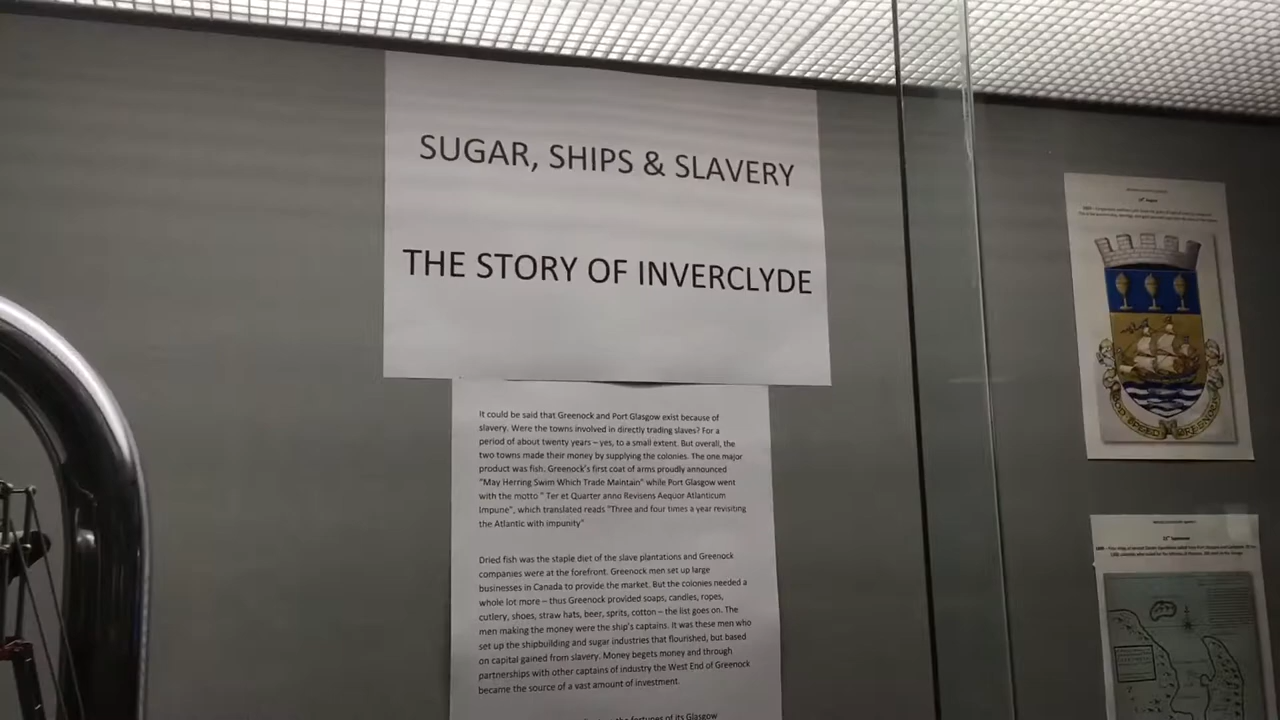 SUGAR, SHIPS & SLAVERY
THE STORY OF INVERCLYDE
It could be said that Greenock and Port Glasgow exist because of
slavery. Were the towns involved in directly trading slaves? For a
period of about twenty years – yes, to a small extent. But overall, the
two towns made their money by supplying the colonies. The one major
product was fish. Greenock's first coat of arms proudly announced
"May Herring Swim Which Trade Maintain" while Port Glasgow went
with the motto " Ter et Quarter anno Revisens Aequor Atlanticum
Impune", which translated reads "Three and four times a year revisiting
the Atlantic with impunity"
Dried fish was the staple diet of the slave plantations and Greenock
companies were at the forefront. Greenock men set up large
businesses in Canada to provide the market. But the colonies needed a
whole lot more – thus Greenock provided soaps, candles, ropes,
cutlery, shoes, straw hats, beer, sprits, cotton – the list goes on. The
men making the money were the ship's captains. It was these men who
set up the shipbuilding and sugar industries that flourished, but based
on capital gained from slavery. Money begets money and through
partnerships with other captains of industry the West End of Greenock
became the source of a vast amount of investment.
the fortunes of its Glasgow
GOD SPEED GREENOCK